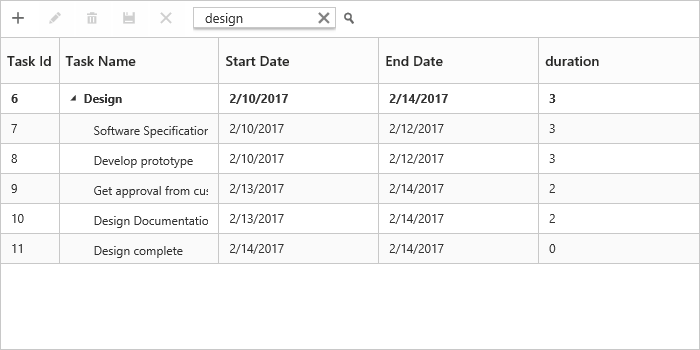 design
Task Id Task Name Start Date End Date duration
6 Design 2/10/2017 2/14/2017 3
7 Software Specification 2/10/2017 2/12/2017 3
8 Develop prototype 2/10/2017 2/12/2017 3
9 Get approval from cus 2/13/2017 2/14/2017 2
10 Design Documentatio 2/13/2017 2/14/2017 2
11 Design complete 2/14/2017 2/14/2017 0